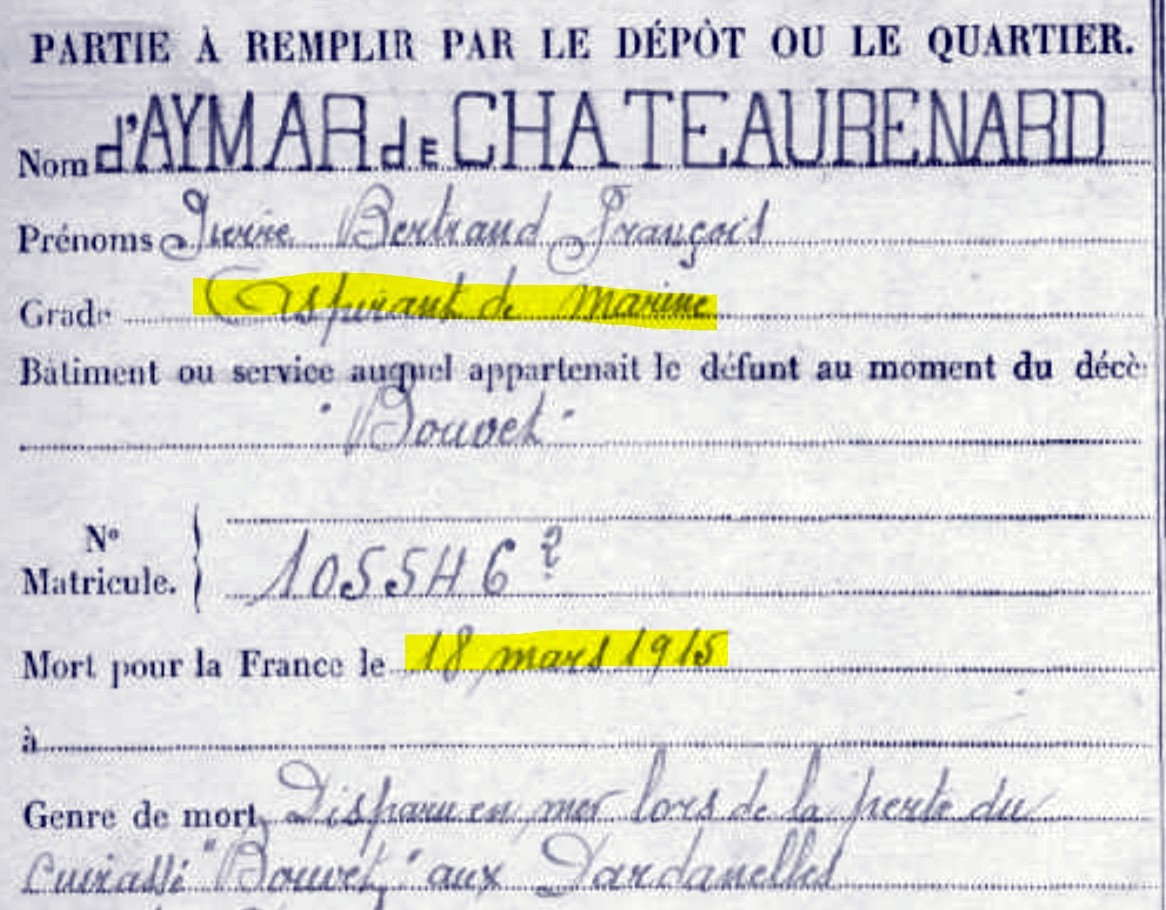 PARTIE À REMPLIR PAR LE DÉPÔT OU LE QUARTIER.
Nom d'AYMAR de CHATEAURENARD
Prénoms Pierre Bertrand François
Grade Aspirant de marine
Bâtiment ou service auquel appartenait le défunt au moment du décè
"Bouvet"
N°
Matricule. 105546 2
Mort pour la France le 18 mars 1915
à
Genre de mort Disparu en mer lors de la perte du
cuirassé "Bouvet" aux Dardanelles